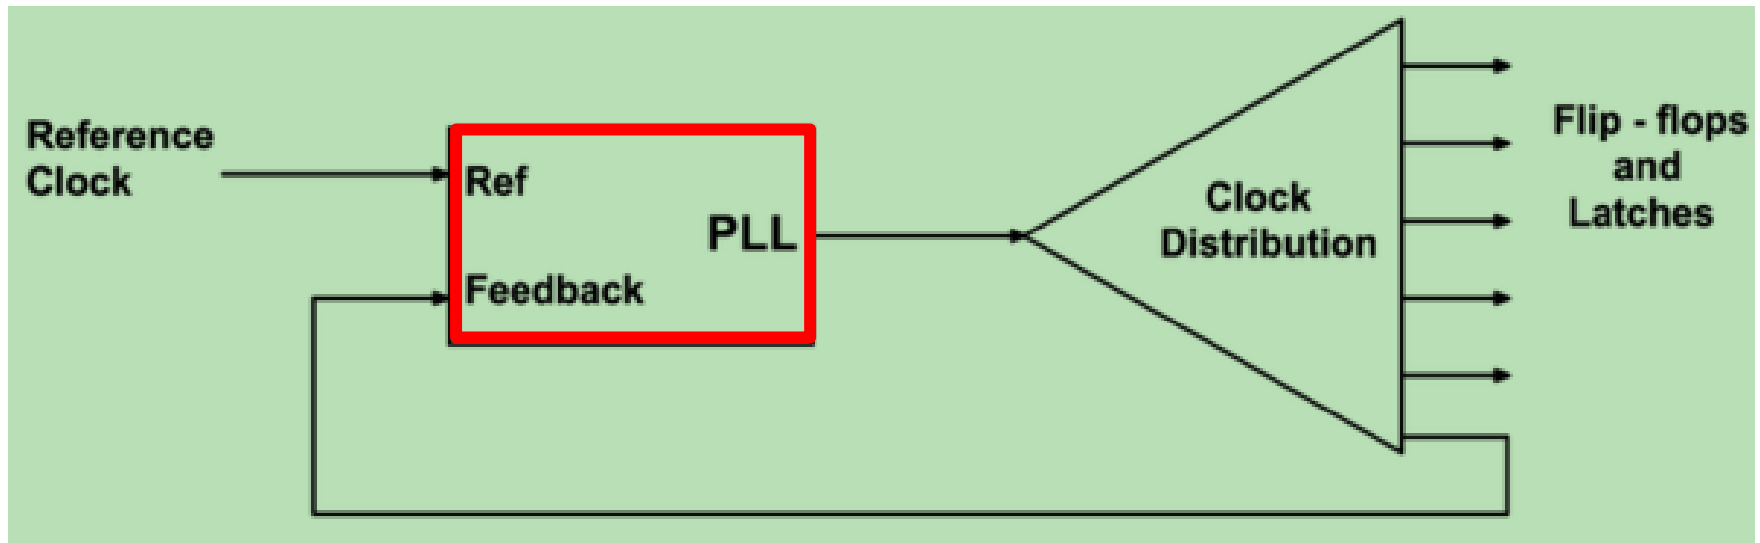 Reference
Clock
Ref
PLL
Feedback
Clock
Distribution
Flip - flops
and
Latches